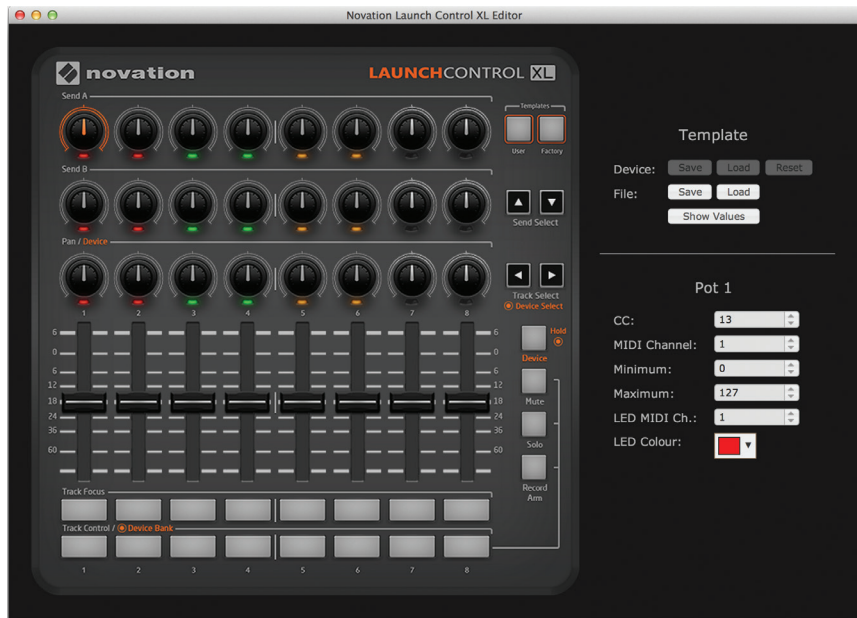 Novation Launch Control XL Editor
novation
LAUNCHCONTROL XL
Send A
Templates
User Factory
Send B
Send Select
Pan / Device
Track Select
Device Select
1 2 3 4 5 6 7 8
6 6
0 0
6 6
12 12
18 18
24 24
36 36
60 60
Hold
Device
Mute
Solo
Record
Arm
Track Focus
Track Control / Device Bank
1 2 3 4 5 6 7 8
Template
Device: Save Load Reset
File: Save Load
Show Values
Pot 1
CC: 13
MIDI Channel: 1
Minimum: 0
Maximum: 127
LED MIDI Ch.: 1
LED Colour: